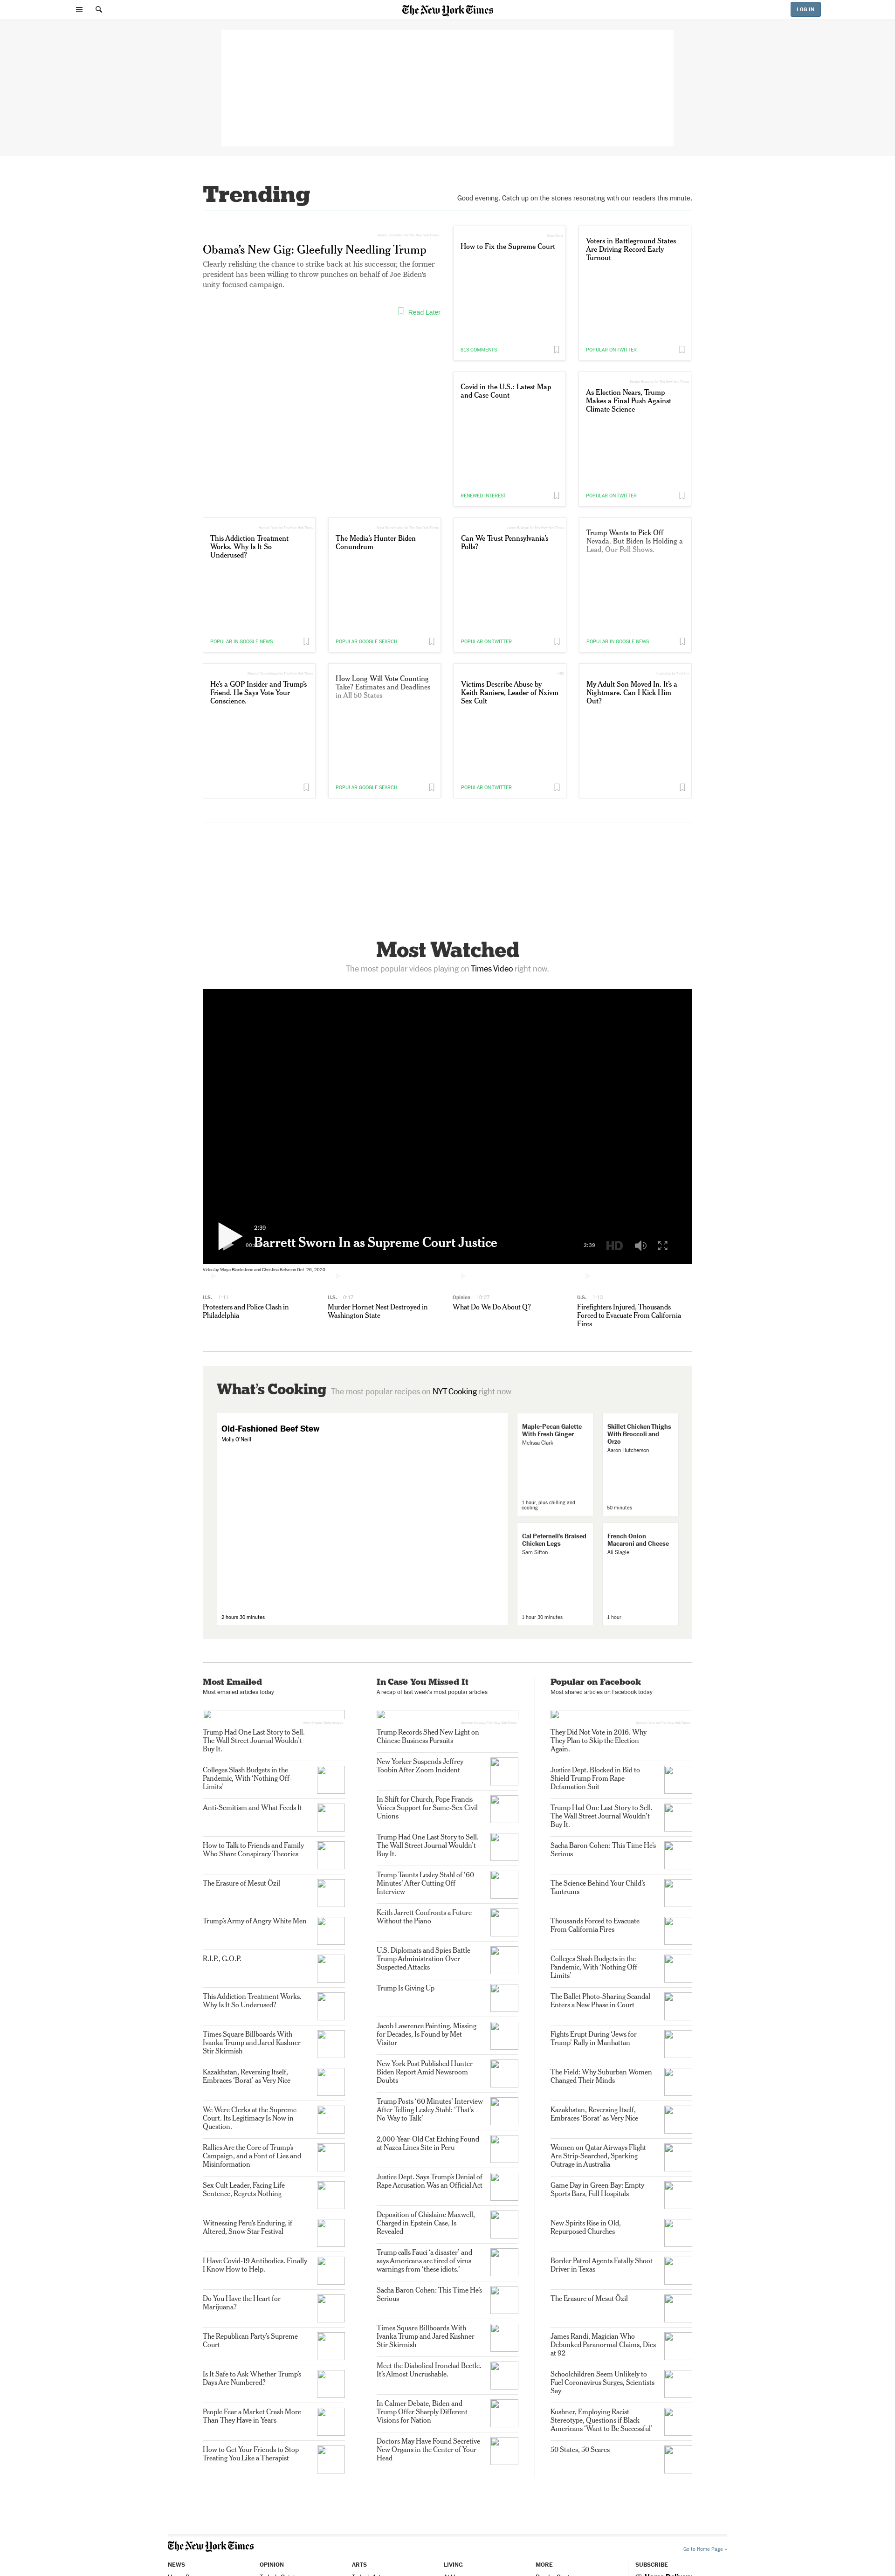 The New York Times
LOG IN
Trending
Good evening. Catch up on the stories resonating with our readers this minute.
Obama's New Gig: Gleefully Needling Trump
Clearly relishing the chance to strike back at his successor, the former
president has been willing to throw punches on behalf of Joe Biden's
unity-focused campaign.
Read Later
How to Fix the Supreme Court
813 COMMENTS
Voters in Battleground States
Are Driving Record Early
Turnout
POPULAR ON TWITTER
Covid in the U.S.: Latest Map
and Case Count
RENEWED INTEREST
As Election Nears, Trump
Makes a Final Push Against
Climate Science
POPULAR ON TWITTER
This Addiction Treatment
Works. Why Is It So
Underused?
POPULAR IN GOOGLE NEWS
The Media's Hunter Biden
Conundrum
POPULAR GOOGLE SEARCH
Can We Trust Pennsylvania's
Polls?
POPULAR ON TWITTER
Trump Wants to Pick Off
Nevada. But Biden Is Holding a
Lead, Our Poll Shows.
POPULAR IN GOOGLE NEWS
He's a GOP Insider and Trump's
Friend. He Says Vote Your
Conscience.
How Long Will Vote Counting
Take? Estimates and Deadlines
in All 50 States
POPULAR GOOGLE SEARCH
Victims Describe Abuse by
Keith Raniere, Leader of Nxivm
Sex Cult
POPULAR ON TWITTER
My Adult Son Moved In. It's a
Nightmare. Can I Kick Him
Out?
Most Watched
The most popular videos playing on Times Video right now.
2:39
Barrett Sworn In as Supreme Court Justice
2:39
HD
U.S. 1:11
Protesters and Police Clash in
Philadelphia
U.S. 0:17
Murder Hornet Nest Destroyed in
Washington State
Opinion 10:27
What Do We Do About Q?
U.S. 1:13
Firefighters Injured, Thousands
Forced to Evacuate From California
Fires
What's Cooking The most popular recipes on NYT Cooking right now
Old-Fashioned Beef Stew
Molly O'Neill
2 hours 30 minutes
Maple-Pecan Galette
With Fresh Ginger
Melissa Clark
1 hour, plus chilling and
cooling
Skillet Chicken Thighs
With Broccoli and
Orzo
Aaron Hutcherson
50 minutes
Cal Peternell's Braised
Chicken Legs
Sam Sifton
1 hour 30 minutes
French Onion
Macaroni and Cheese
Ali Slagle
1 hour
Most Emailed
Most emailed articles today
Trump Had One Last Story to Sell.
The Wall Street Journal Wouldn't
Buy It.
Colleges Slash Budgets in the
Pandemic, With 'Nothing Off-
Limits'
Anti-Semitism and What Feeds It
How to Talk to Friends and Family
Who Share Conspiracy Theories
The Erasure of Mesut Özil
Trump's Army of Angry White Men
R.I.P., G.O.P.
This Addiction Treatment Works.
Why Is It So Underused?
Times Square Billboards With
Ivanka Trump and Jared Kushner
Stir Skirmish
Kazakhstan, Reversing Itself,
Embraces 'Borat' as Very Nice
We Were Clerks at the Supreme
Court. Its Legitimacy Is Now in
Question.
Rallies Are the Core of Trump's
Campaign, and a Font of Lies and
Misinformation
Sex Cult Leader, Facing Life
Sentence, Regrets Nothing
Witnessing Peru's Enduring, if
Altered, Snow Star Festival
I Have Covid-19 Antibodies. Finally
I Know How to Help.
Do You Have the Heart for
Marijuana?
The Republican Party's Supreme
Court
Is It Safe to Ask Whether Trump's
Days Are Numbered?
People Fear a Market Crash More
Than They Have in Years
How to Get Your Friends to Stop
Treating You Like a Therapist
In Case You Missed It
A recap of last week's most popular articles
Trump Records Shed New Light on
Chinese Business Pursuits
New Yorker Suspends Jeffrey
Toobin After Zoom Incident
In Shift for Church, Pope Francis
Voices Support for Same-Sex Civil
Unions
Trump Had One Last Story to Sell.
The Wall Street Journal Wouldn't
Buy It.
Trump Taunts Lesley Stahl of '60
Minutes' After Cutting Off
Interview
Keith Jarrett Confronts a Future
Without the Piano
U.S. Diplomats and Spies Battle
Trump Administration Over
Suspected Attacks
Trump Is Giving Up
Jacob Lawrence Painting, Missing
for Decades, Is Found by Met
Visitor
New York Post Published Hunter
Biden Report Amid Newsroom
Doubts
Trump Posts '60 Minutes' Interview
After Telling Lesley Stahl: 'That's
No Way to Talk'
2,000-Year-Old Cat Etching Found
at Nazca Lines Site in Peru
Justice Dept. Says Trump's Denial of
Rape Accusation Was an Official Act
Deposition of Ghislaine Maxwell,
Charged in Epstein Case, Is
Revealed
Trump calls Fauci 'a disaster' and
says Americans are tired of virus
warnings from 'these idiots.'
Sacha Baron Cohen: This Time He's
Serious
Times Square Billboards With
Ivanka Trump and Jared Kushner
Stir Skirmish
Meet the Diabolical Ironclad Beetle.
It's Almost Uncrushable.
In Calmer Debate, Biden and
Trump Offer Sharply Different
Visions for Nation
Doctors May Have Found Secretive
New Organs in the Center of Your
Head
Popular on Facebook
Most shared articles on Facebook today
They Did Not Vote in 2016. Why
They Plan to Skip the Election
Again.
Justice Dept. Blocked in Bid to
Shield Trump From Rape
Defamation Suit
Trump Had One Last Story to Sell.
The Wall Street Journal Wouldn't
Buy It.
Sacha Baron Cohen: This Time He's
Serious
The Science Behind Your Child's
Tantrums
Thousands Forced to Evacuate
From California Fires
Colleges Slash Budgets in the
Pandemic, With 'Nothing Off-
Limits'
The Ballet Photo-Sharing Scandal
Enters a New Phase in Court
Fights Erupt During 'Jews for
Trump' Rally in Manhattan
The Field: Why Suburban Women
Changed Their Minds
Kazakhstan, Reversing Itself,
Embraces 'Borat' as Very Nice
Women on Qatar Airways Flight
Are Strip-Searched, Sparking
Outrage in Australia
Game Day in Green Bay: Empty
Sports Bars, Full Hospitals
New Spirits Rise in Old,
Repurposed Churches
Border Patrol Agents Fatally Shoot
Driver in Texas
The Erasure of Mesut Özil
James Randi, Magician Who
Debunked Paranormal Claims, Dies
at 92
Schoolchildren Seem Unlikely to
Fuel Coronavirus Surges, Scientists
Say
Kushner, Employing Racist
Stereotype, Questions if Black
Americans 'Want to Be Successful'
50 States, 50 Scares
The New York Times
Go to Home Page »
NEWS
OPINION
ARTS
LIVING
MORE
SUBSCRIBE